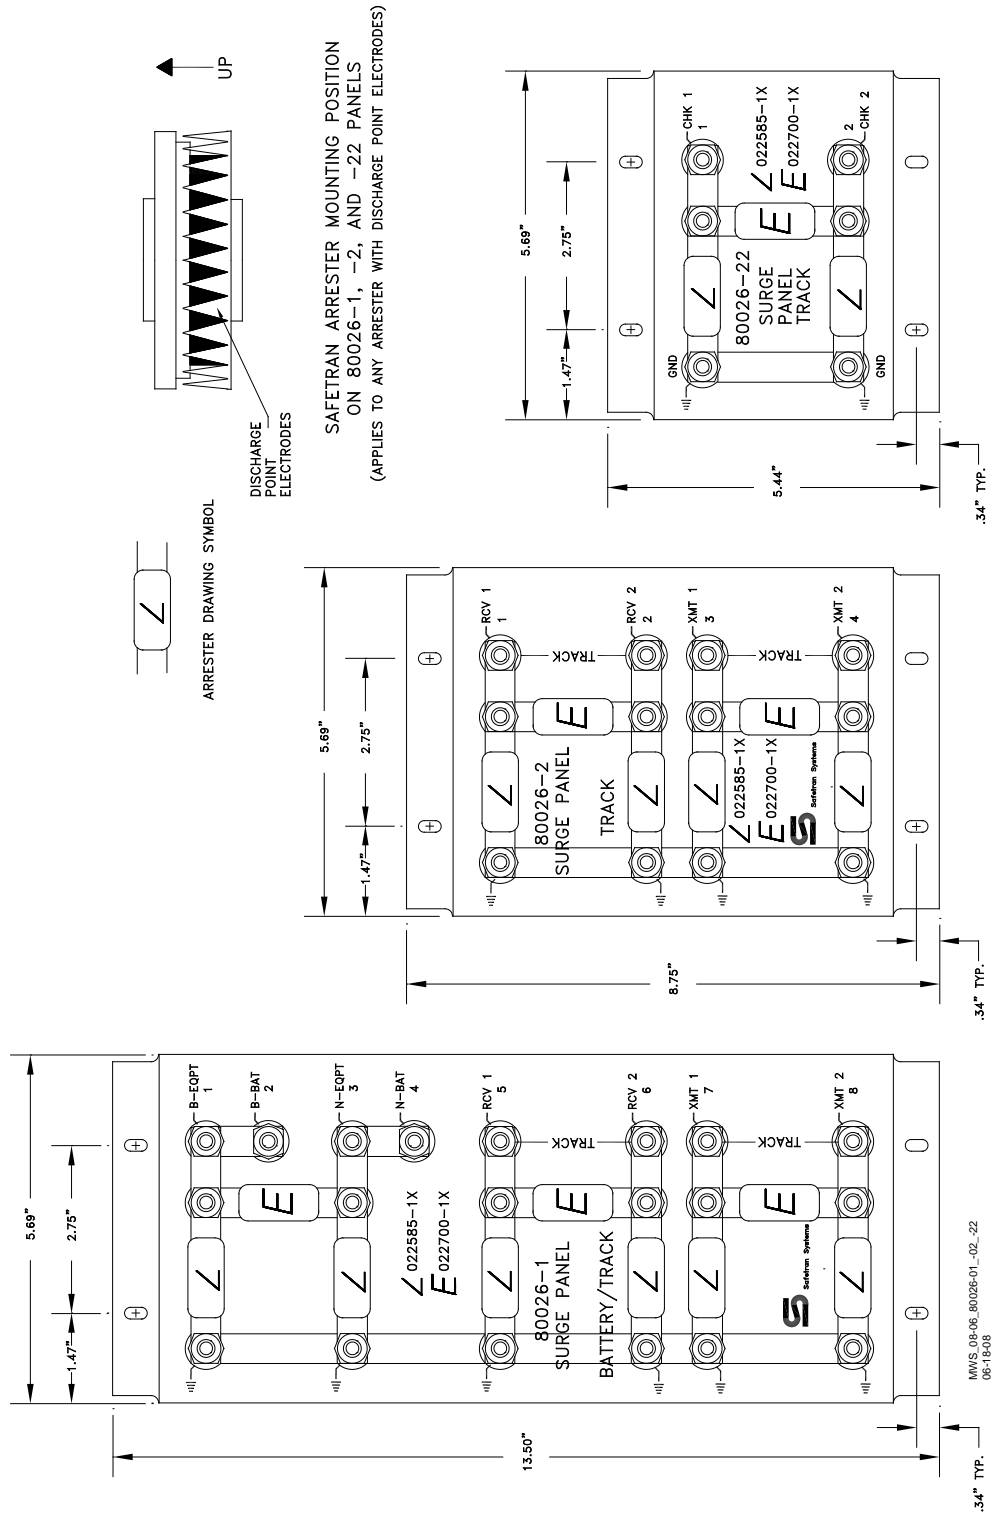 UP
DISCHARGE
POINT
ELECTRODES
ARRESTER DRAWING SYMBOL
SAFETRAN ARRESTER MOUNTING POSITION
ON 80026-1, -2, AND -22 PANELS
(APPLIES TO ANY ARRESTER WITH DISCHARGE POINT ELECTRODES)
5.69"
2.75"
1.47"
13.50"
.34" TYP.
B-EQPT
1
B-BAT
2
N-EQPT
3
N-BAT
4
L 022585-1X
E 022700-1X
RCV 1
5
RCV 2
6
XMT 1
7
XMT 2
8
TRACK
TRACK
L
E
L
80026-1
SURGE PANEL
BATTERY/TRACK
L
E
L
L
E
L
Safetran Systems
5.69"
2.75"
1.47"
8.75"
.34" TYP.
RCV 1
1
RCV 2
2
XMT 1
3
XMT 2
4
TRACK
TRACK
L
E
L
80026-2
SURGE PANEL
TRACK
L
E
L
L 022585-1X
E 022700-1X
Safetran Systems
5.69"
2.75"
1.47"
5.44"
.34" TYP.
CHK 1
1
2
CHK 2
L 022585-1X
E 022700-1X
L
E
L
80026-22
SURGE
PANEL
TRACK
GND
GND
L
MWS_08-06_80026-01_-02_-22
06-18-08